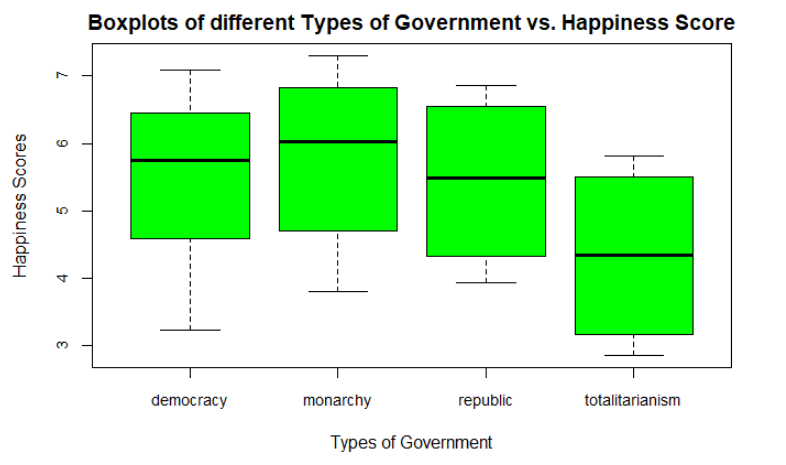 Boxplots of different Types of Government vs. Happiness Score
Happiness Scores
7
6
5
4
3
democracy monarchy republic totalitarianism
Types of Government